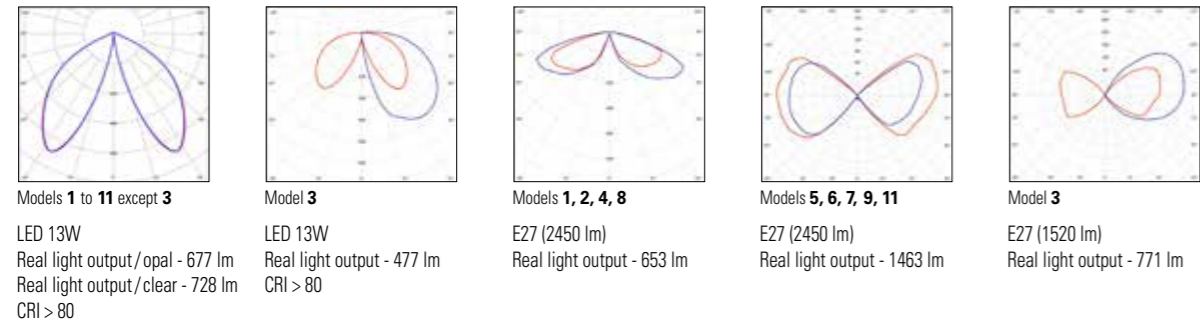 Models 1 to 11 except 3
LED 13W
Real light output/opal - 677 lm
Real light output/clear - 728 lm
CRI > 80
Model 3
LED 13W
Real light output - 477 lm
CRI > 80
Models 1, 2, 4, 8
E27 (2450 lm)
Real light output - 653 lm
Models 5, 6, 7, 9, 11
E27 (2450 lm)
Real light output - 1463 lm
Model 3
E27 (1520 lm)
Real light output - 771 lm